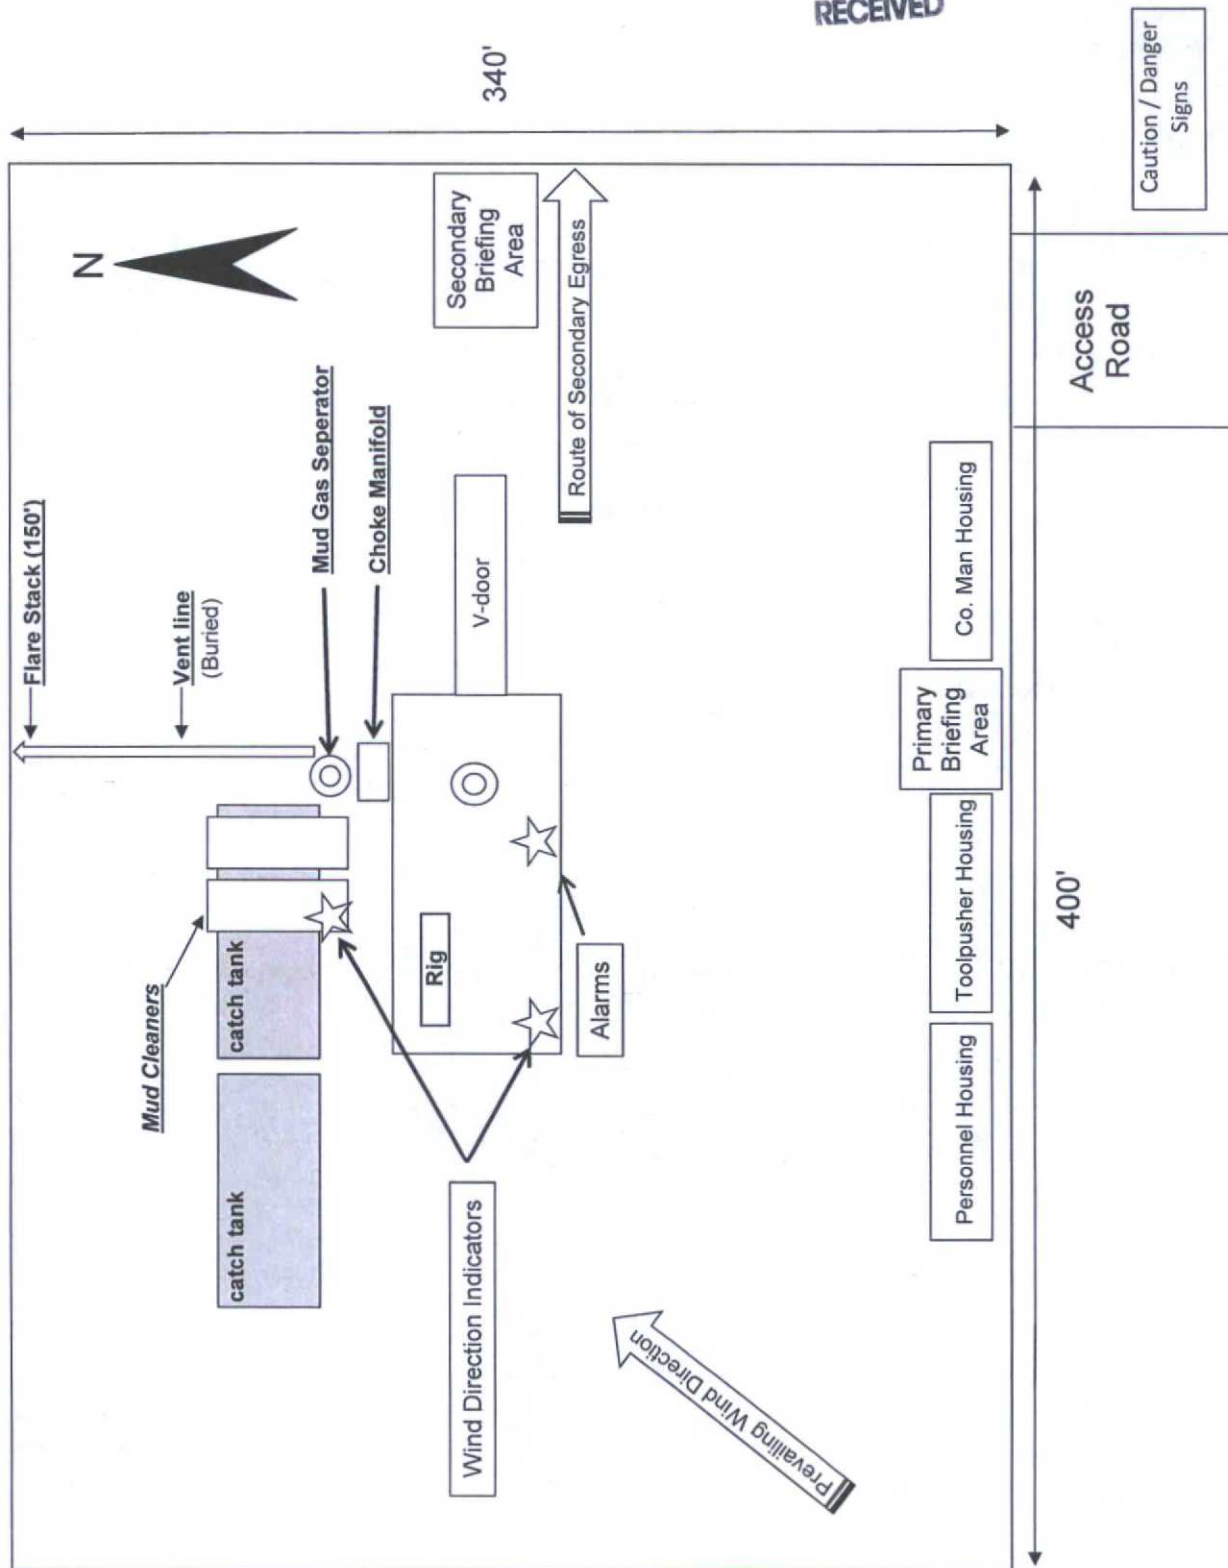 RECEIVED
340'
Caution / Danger
Signs
N
Secondary
Briefing
Area
Route of Secondary Egress
Flare Stack (150')
Vent line
(Buried)
Mud Gas Seperator
Choke Manifold
V-door
Access
Road
Co. Man Housing
Primary
Briefing
Area
Toolpusher Housing
Personnel Housing
400'
Rig
Alarms
Mud Cleaners
catch tank
catch tank
Wind Direction Indicators
Prevailing Wind Direction